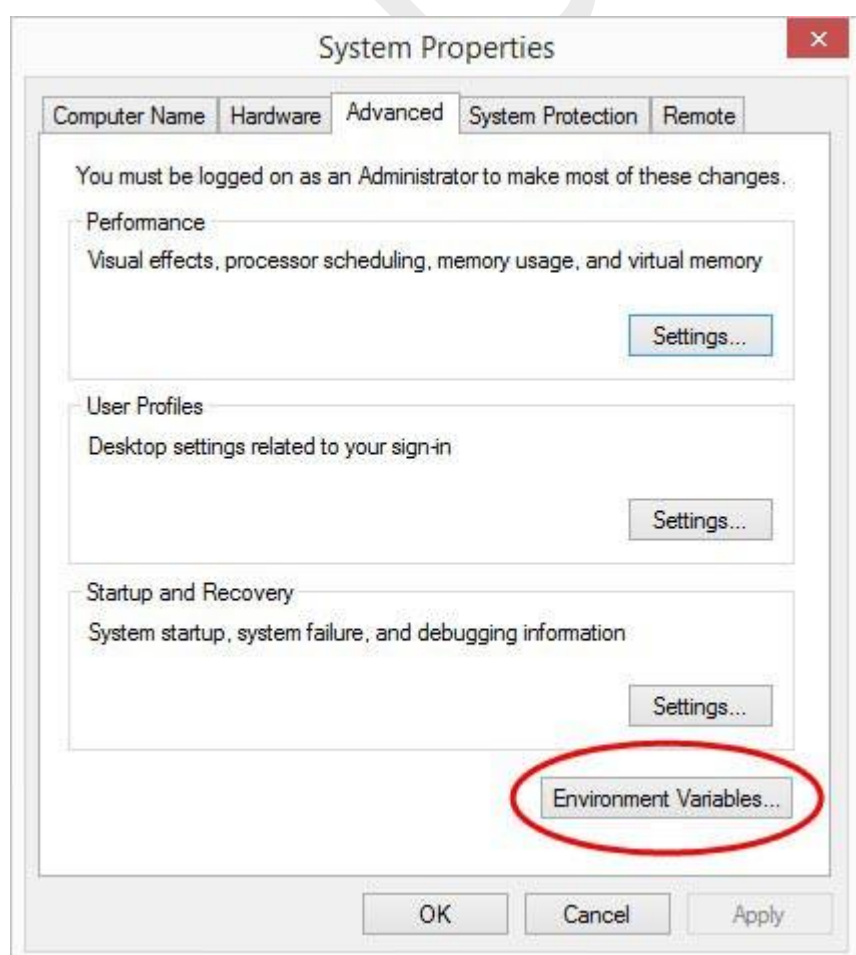 System Properties
Computer Name Hardware Advanced System Protection Remote
You must be logged on as an Administrator to make most of these changes.
Performance
Visual effects, processor scheduling, memory usage, and virtual memory
Settings...
User Profiles
Desktop settings related to your sign-in
Settings...
Startup and Recovery
System startup, system failure, and debugging information
Settings...
Environment Variables...
OK Cancel Apply